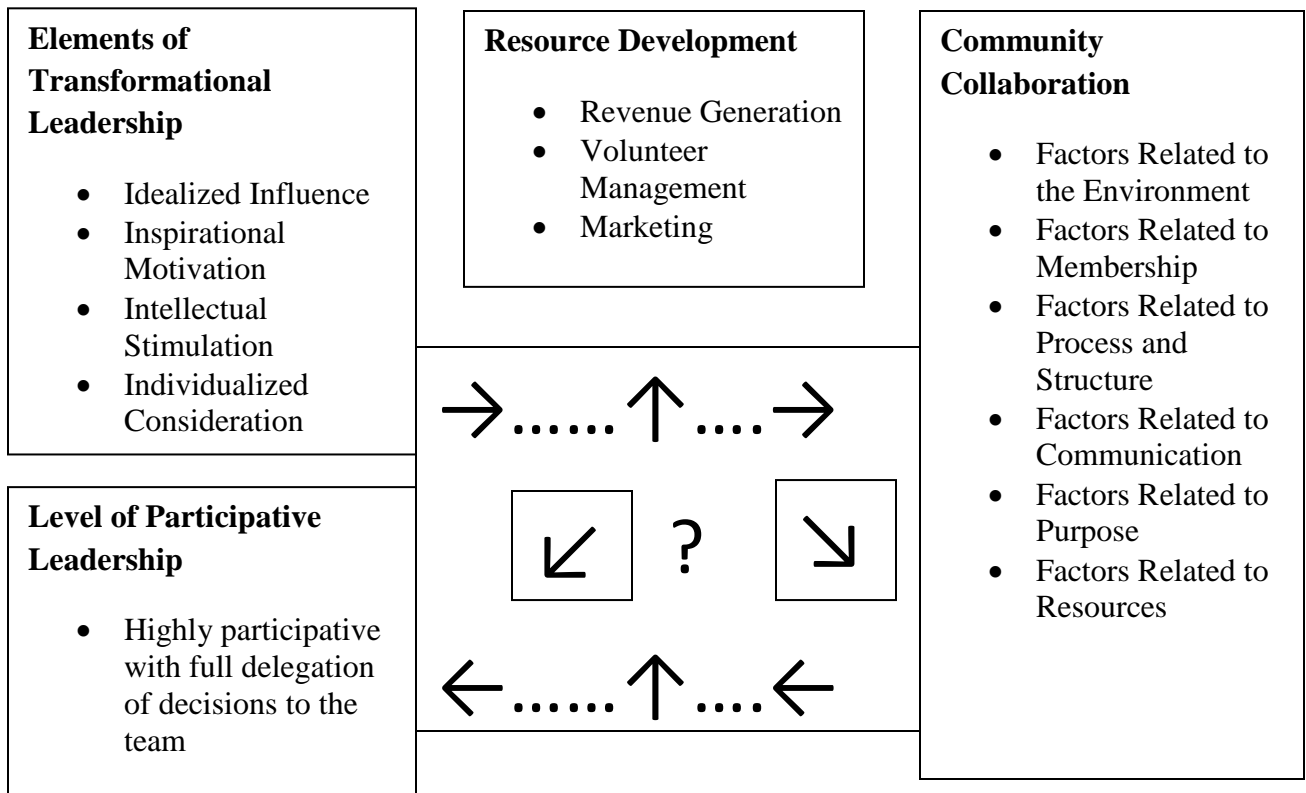 Elements of
Transformational
Leadership
• Idealized Influence
• Inspirational
Motivation
• Intellectual
Stimulation
• Individualized
Consideration
Level of Participative
Leadership
• Highly participative
with full delegation
of decisions to the
team
Resource Development
• Revenue Generation
• Volunteer
Management
• Marketing
→......↑....→
↙ ? ↘
←......↑....←
Community
Collaboration
• Factors Related to
the Environment
• Factors Related to
Membership
• Factors Related to
Process and
Structure
• Factors Related to
Communication
• Factors Related to
Purpose
• Factors Related to
Resources